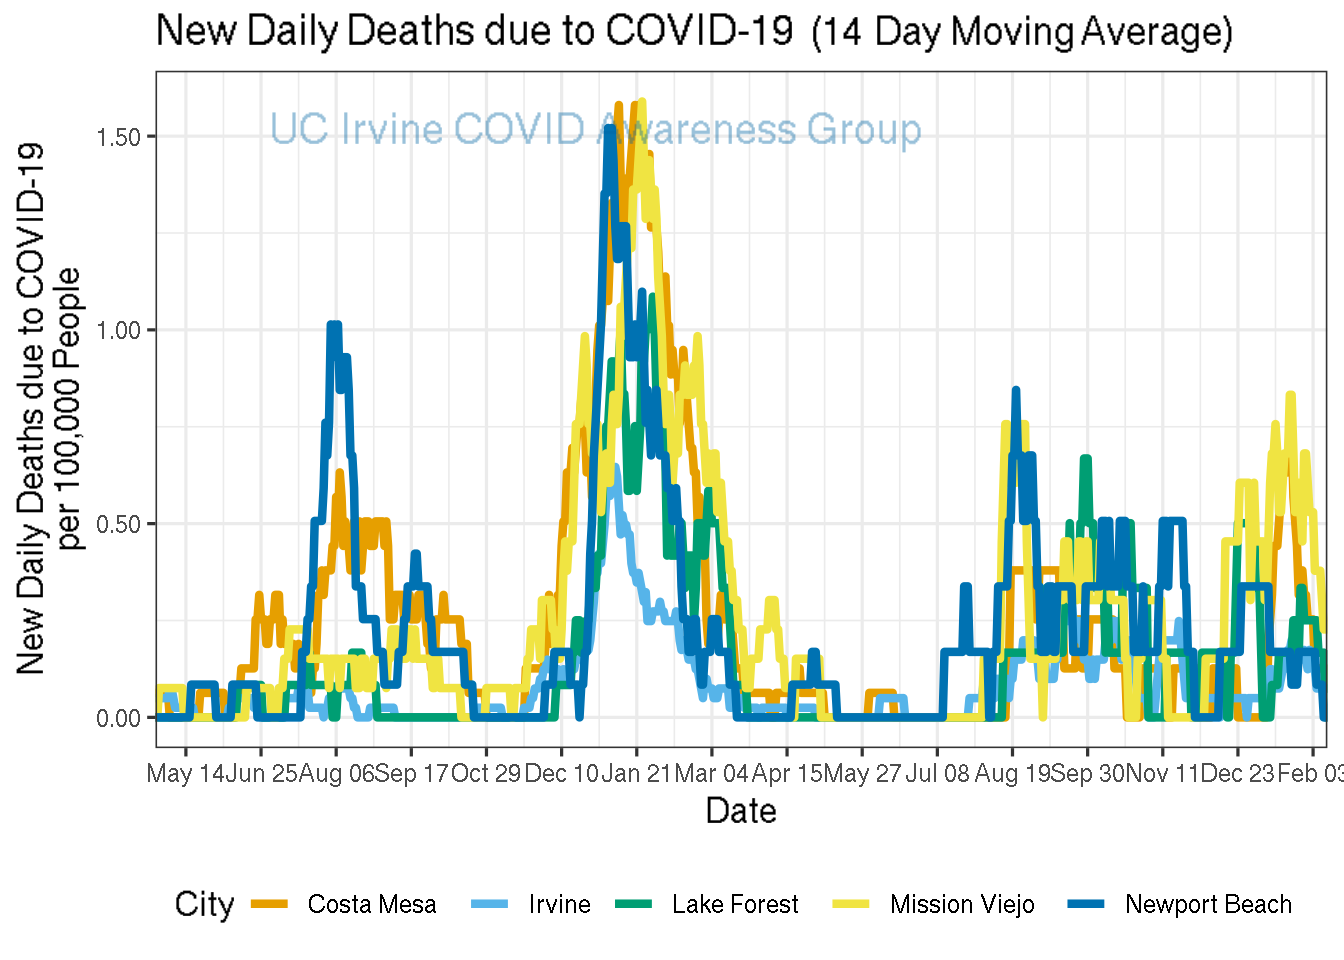 New Daily Deaths due to COVID-19 (14 Day Moving Average)
UC Irvine COVID Awareness Group
New Daily Deaths due to COVID-19
per 100,000 People
1.50
1.00
0.50
0.00
May 14 Jun 25 Aug 06 Sep 17 Oct 29 Dec 10 Jan 21 Mar 04 Apr 15 May 27 Jul 08 Aug 19 Sep 30 Nov 11 Dec 23 Feb 03
Date
City Costa Mesa Irvine Lake Forest Mission Viejo Newport Beach